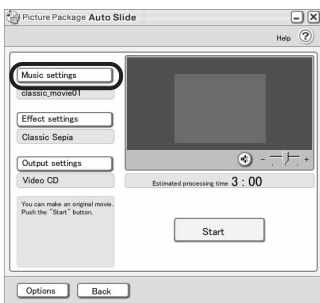 Picture Package Auto Slide
Help ?
Music settings
classic_movie01
Effect settings
Classic Sepia
Output settings
Video CD
Estimated processing time 3 : 00
You can make an original movie.
Push the "Start" button.
Start
Options
Back